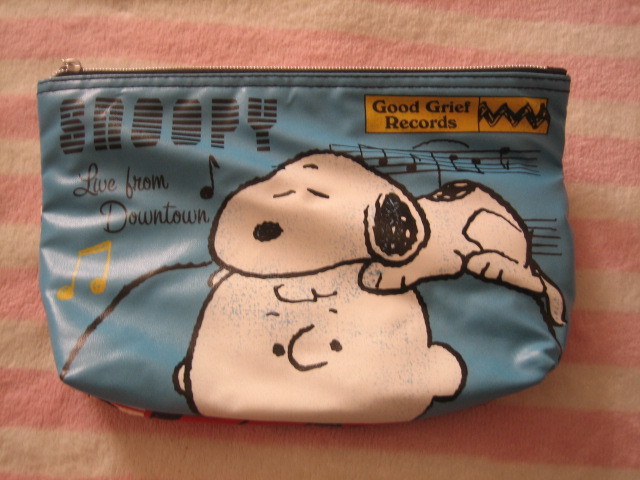 SNOOPY
Live from
Downtown
Good Grief
Records